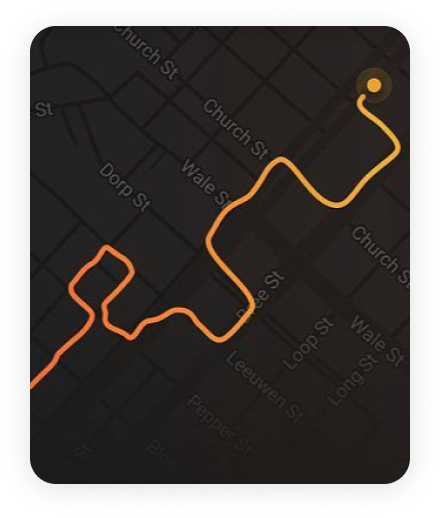 Church St
St
Church St
Dorp St
Wale St
Church St
Bree St
Loop St
Wale St
Long St
Leeuwen St
Pepper St
St